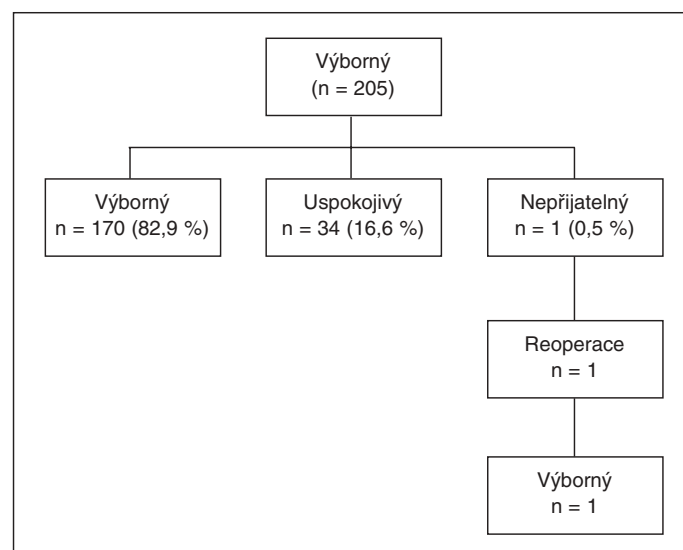 Výborný
(n = 205)
Výborný
n = 170 (82,9 %)
Uspokojivý
n = 34 (16,6 %)
Nepřijatelný
n = 1 (0,5 %)
Reoperace
n = 1
Výborný
n = 1